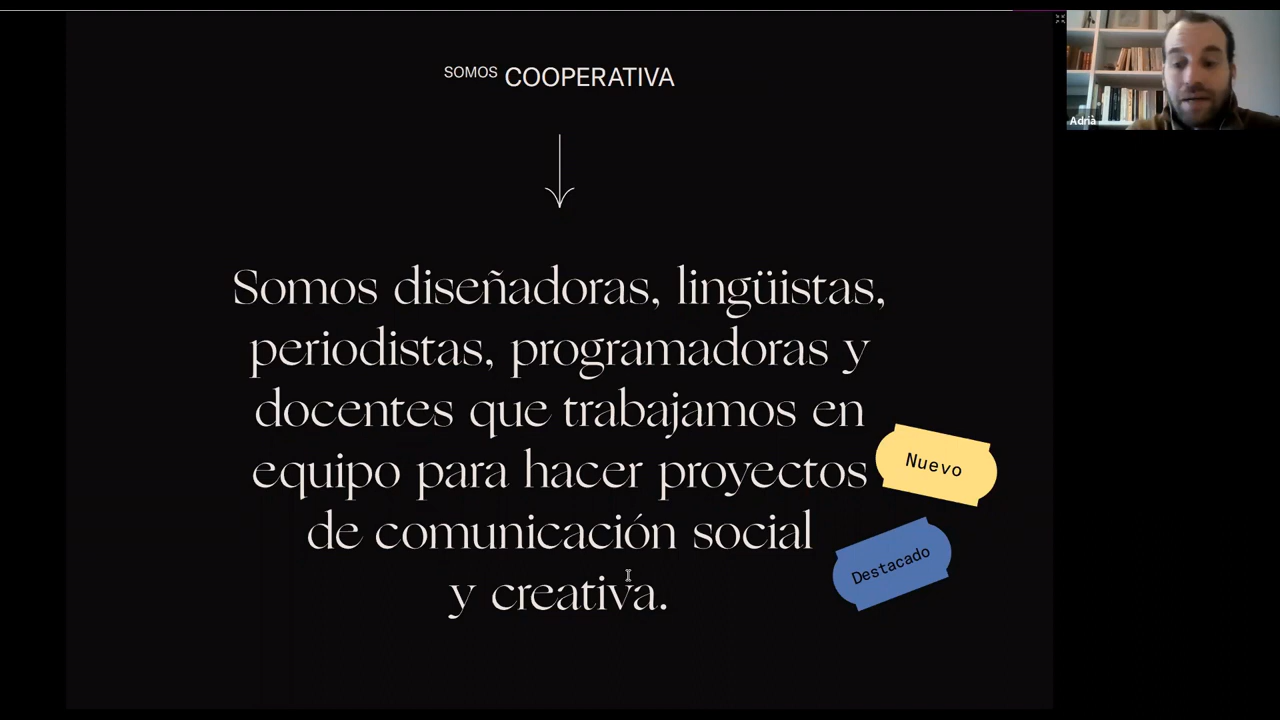 SOMOS COOPERATIVA
Adrià
Somos diseñadoras, lingüistas,
periodistas, programadoras y
docentes que trabajamos en
equipo para hacer proyectos
de comunicación social
y creativa.
Nuevo
Destacado